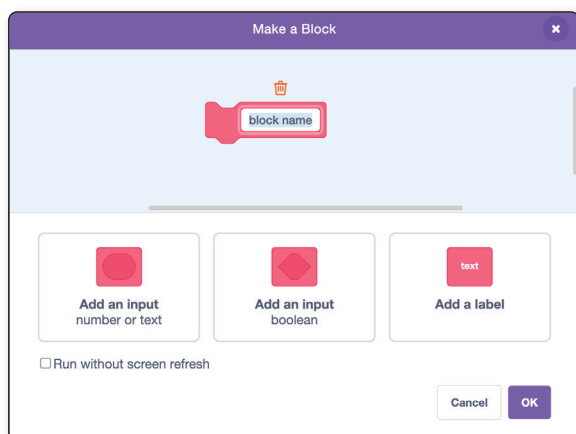 Make a Block
block name
text
Add an input
number or text
Add an input
boolean
Add a label
Run without screen refresh
Cancel
OK